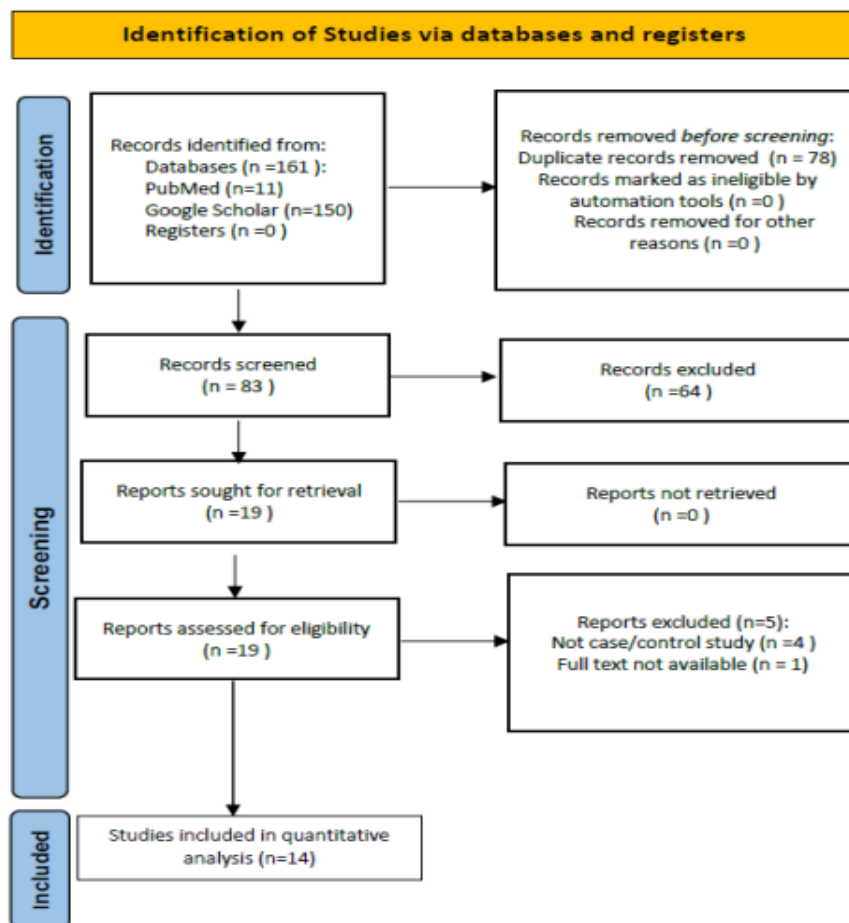 Identification of Studies via databases and registers
Identification
Records identified from:
Databases (n =161 ):
PubMed (n=11)
Google Scholar (n=150)
Registers (n =0 )
Records removed before screening:
Duplicate records removed (n = 78)
Records marked as ineligible by
automation tools (n =0 )
Records removed for other
reasons (n =0 )
Screening
Records screened
(n = 83 )
Records excluded
(n =64 )
Reports sought for retrieval
(n =19 )
Reports not retrieved
(n =0 )
Reports assessed for eligibility
(n =19 )
Reports excluded (n=5):
Not case/control study (n =4 )
Full text not available (n = 1)
Included
Studies included in quantitative
analysis (n=14)